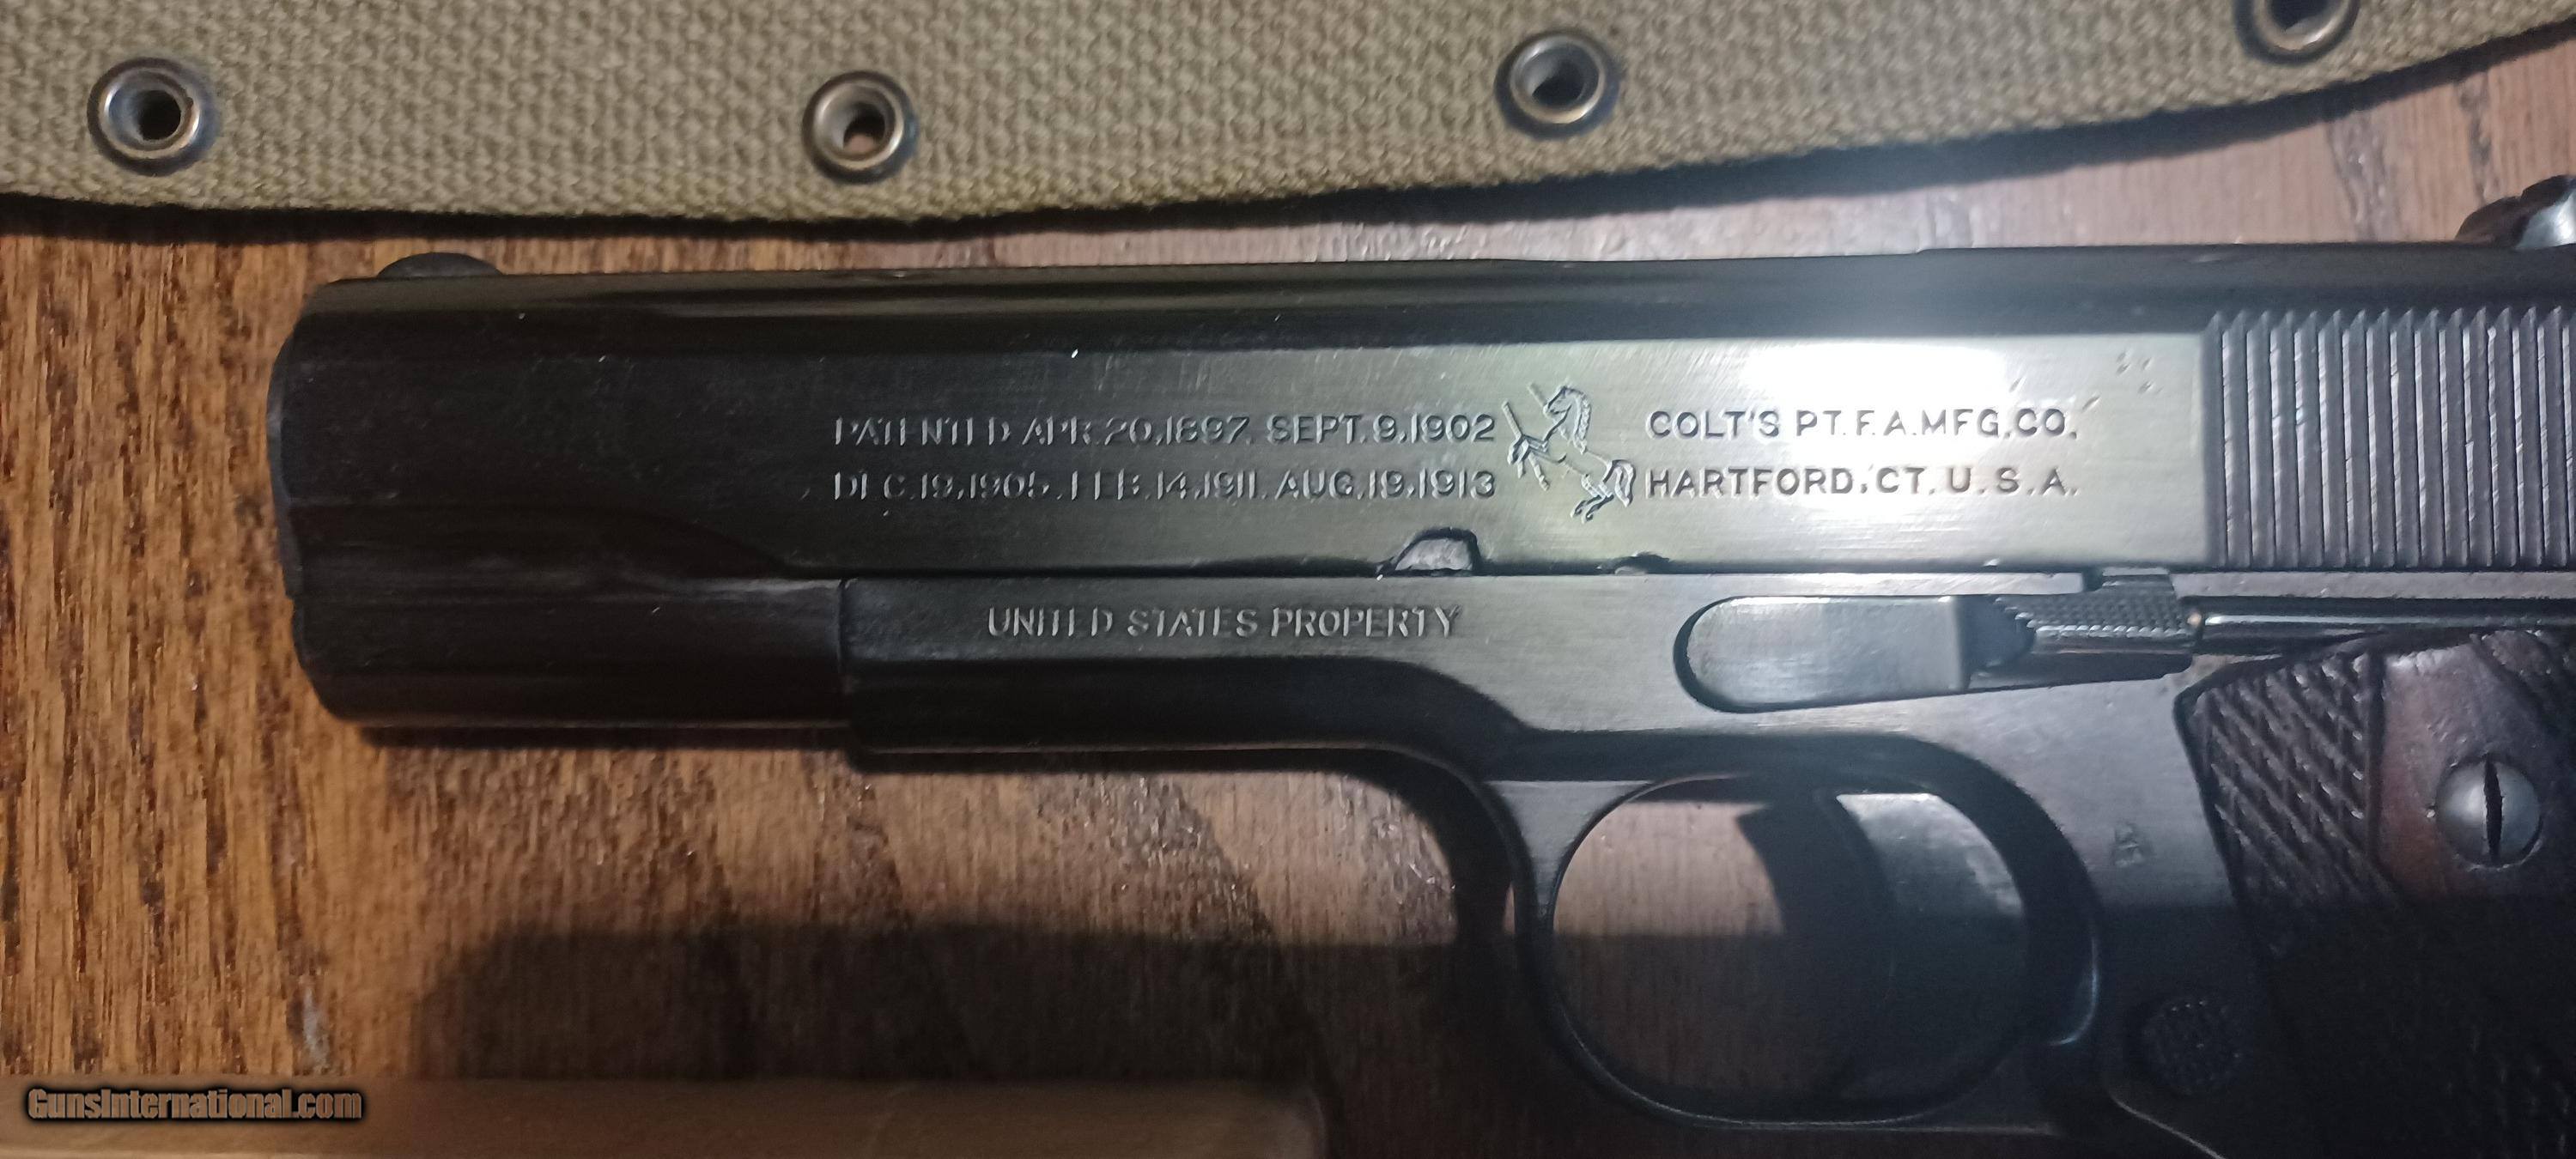 PATENTED APR.20,1897. SEPT.9,1902
DEC.19,1905. FEB.14,1911. AUG.19,1913
COLT'S PT.F.A.MFG.CO.
HARTFORD,CT.U.S.A.
UNITED STATES PROPERTY
GunsInternational.com